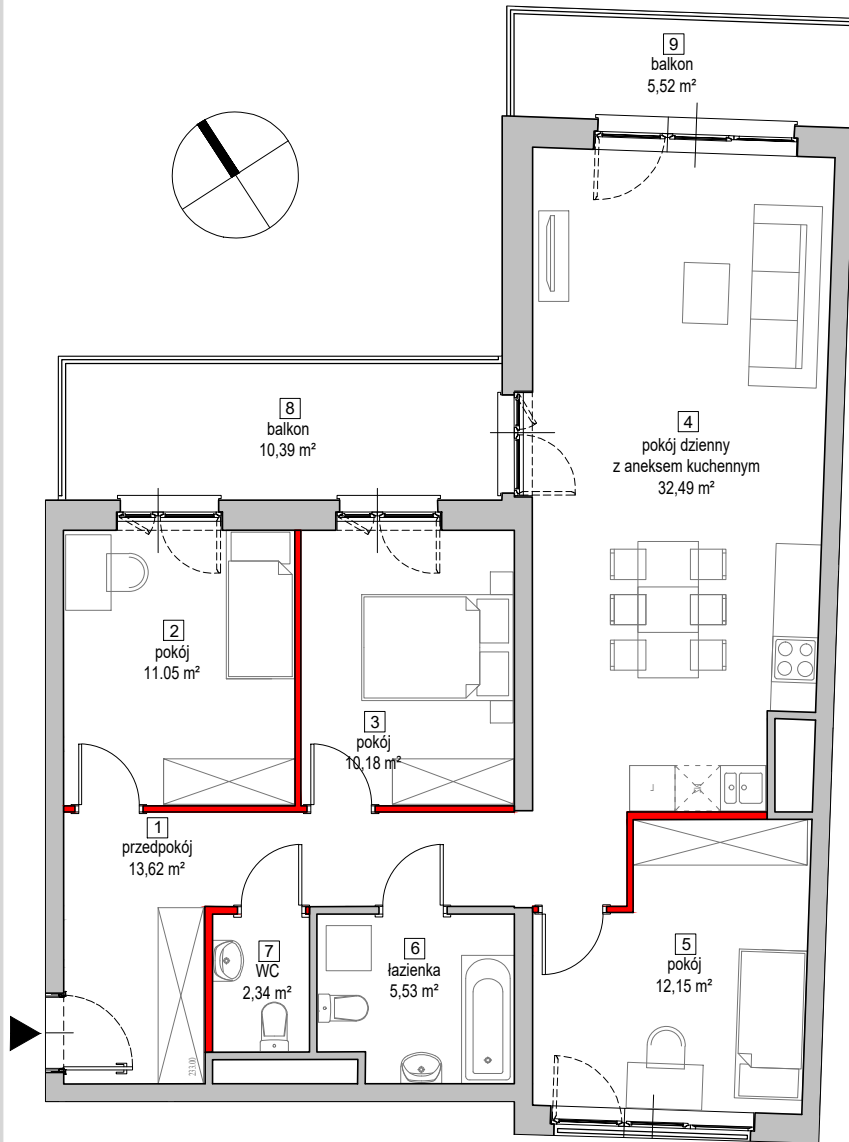 9
balkon
5,52 m²
8
balkon
10,39 m²
4
pokój dzienny
z aneksem kuchennym
32,49 m²
2
pokój
11.05 m²
3
pokój
10,18 m²
1
przedpokój
13,62 m²
7
WC
2,34 m²
6
łazienka
5,53 m²
5
pokój
12,15 m²
L
233.00